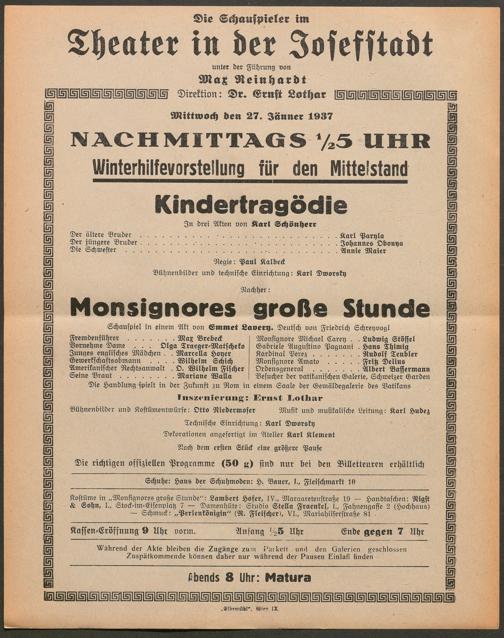 Die Schauspieler im
Theater in der Josefstadt
unter der Führung von
Max Reinhardt
Direktion: Dr. Ernst Lothar
Mittwoch den 27. Jänner 1937
NACHMITTAGS ½5 UHR
Winterhilfevorstellung für den Mittelstand
Kindertragödie
In drei Akten von Karl Schönherr
Der ältere Bruder . . . . . Karl Paryla
Der jüngere Bruder . . . . . Johannes Obonya
Die Schwester . . . . . Annie Maier
Regie: Paul Kalbeck
Bühnenbilder und technische Einrichtung: Karl Dworsky
Nachher:
Monsignores große Stunde
Schauspiel in einem Akt von Emmet Lavery. Deutsch von Friedrich Schreyvogl
Fremdenführer . . . . . Max Brebeck
Vornehme Dame . Olga Traeger-Matscheko
Junges englisches Mädchen . . Marcella Hoyer
Gewerkschaftsobmann . . . Wilhelm Schich
Amerikanischer Rechtsanwalt . O. Wilhelm Filscher
Seine Braut . . . . . Mariane Walla
Monsignore Michael Carey . . Ludwig Stössel
Gabriele Augustino Pagnani . . Hans Thimig
Kardinal Perez . . . . Rudolf Teubler
Monsignore Amato . . . Fritz Delius
Ordensgeneral . . . . Albert Bassermann
Besucher der vatikanischen Galerie, Schweizer Garden
Die Handlung spielt in der Zukunft zu Rom in einem Saale der Gemäldegalerie des Vatikans
Inszenierung: Ernst Lothar
Bühnenbilder und Kostümentwürfe: Otto Niedermoser Musik und musikalische Leitung: Karl Hudez
Technische Einrichtung: Karl Dworsky
Dekorationen angefertigt im Atelier Karl Klement
Nach dem ersten Stück eine größere Pause
Die richtigen offiziellen Programme (50 g) sind nur bei den Billetteuren erhältlich
Schuhe: Haus der Schuhmoden: H. Bauer, I., Fleischmarkt 10
Kostüme in „Monsignores große Stunde": Lambert Hofer, IV., Margaretenstraße 19 — Handtaschen: Nigst
& Sohn, I., Stock-im-Eisenplatz 7 — Damenhüte: Studio Stella Fraenkel, I., Fahnengasse 2 (Hochhaus)
— Schmuck: „Perlenkönigin" (R. Fleischer), VI., Mariahilferstraße 81
Kassen-Eröffnung 9 Uhr vorm. Anfang ½5 Uhr Ende gegen 7 Uhr
Während der Akte bleiben die Zugänge zum Parkett und den Galerien geschlossen
Zuspätkommende können daher nur während der Pausen Einlaß finden
Abends 8 Uhr: Matura
„Elbemühl", Wien IX.